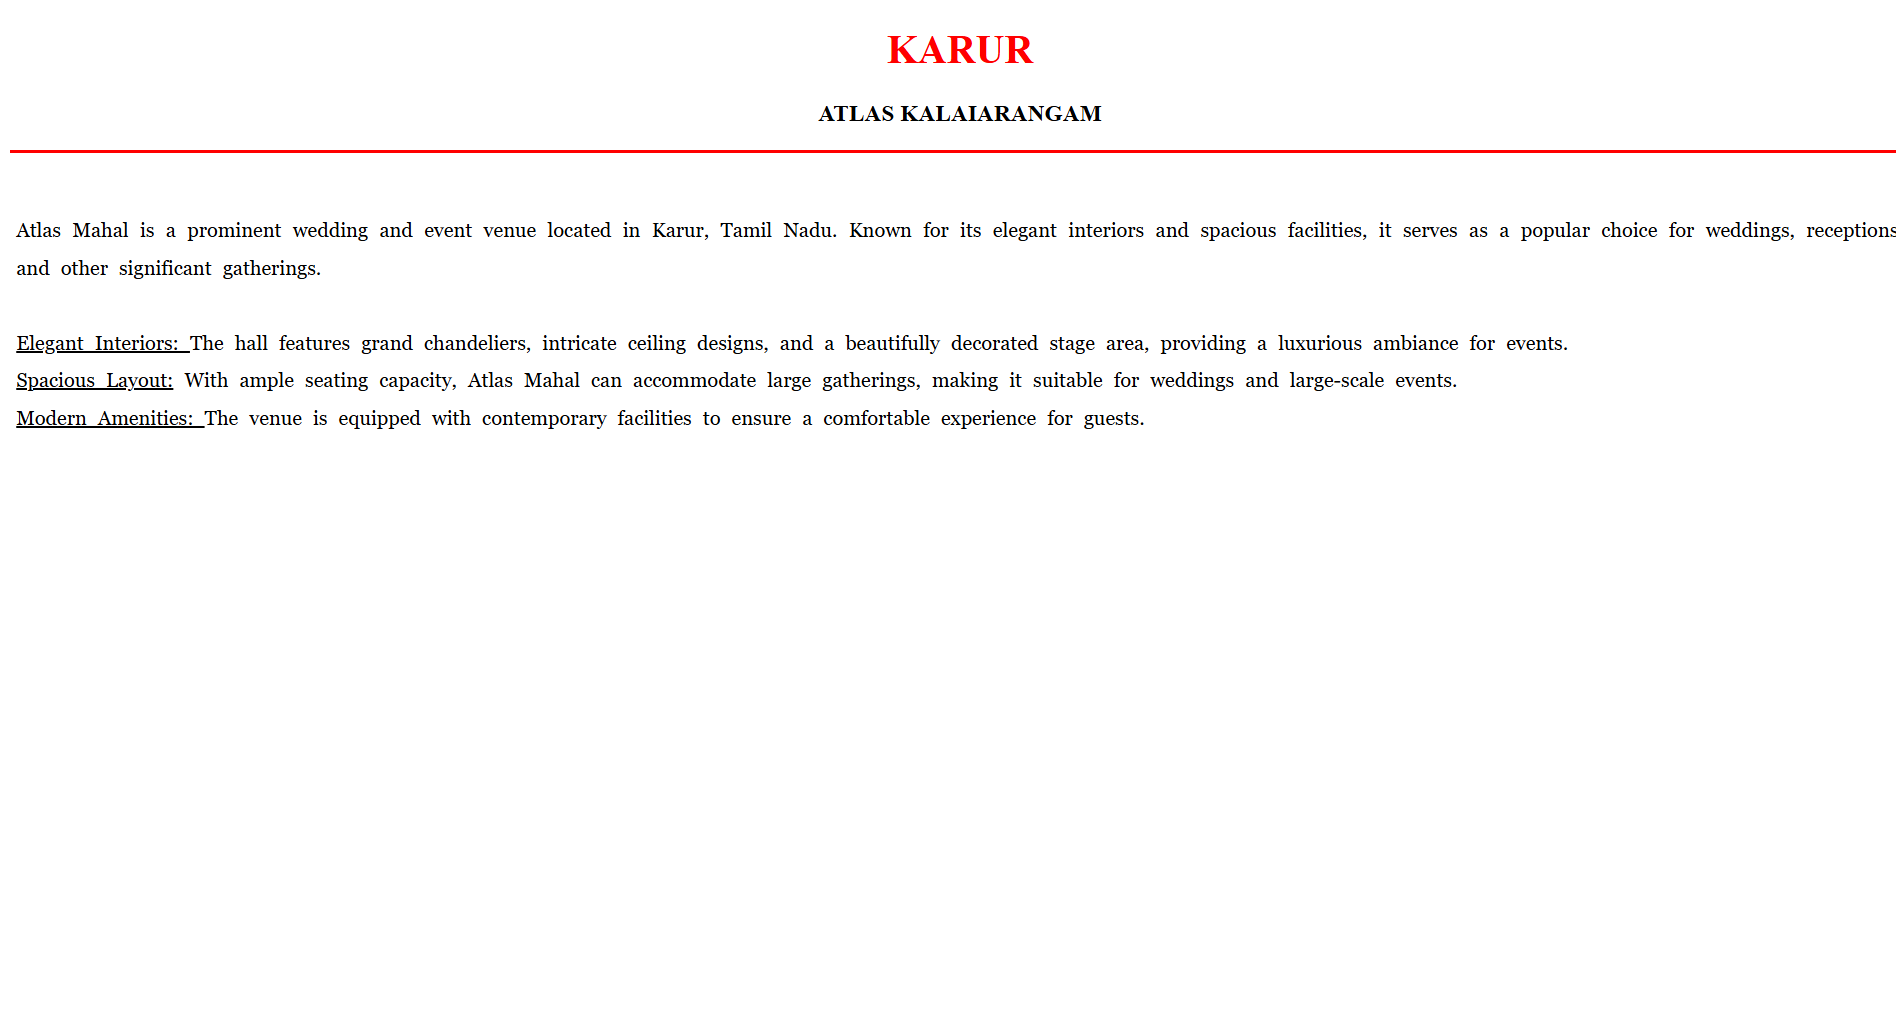 KARUR
ATLAS KALAIARANGAM
Atlas Mahal is a prominent wedding and event venue located in Karur, Tamil Nadu. Known for its elegant interiors and spacious facilities, it serves as a popular choice for weddings, receptions
and other significant gatherings.
Elegant Interiors: The hall features grand chandeliers, intricate ceiling designs, and a beautifully decorated stage area, providing a luxurious ambiance for events.
Spacious Layout: With ample seating capacity, Atlas Mahal can accommodate large gatherings, making it suitable for weddings and large-scale events.
Modern Amenities: The venue is equipped with contemporary facilities to ensure a comfortable experience for guests.